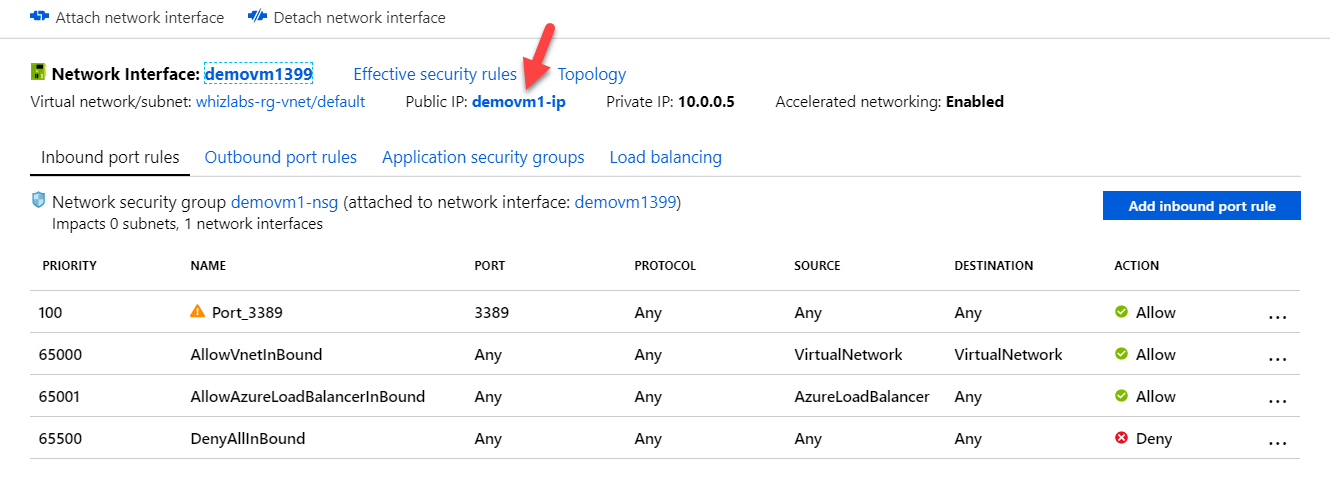 Attach network interface Detach network interface
Network Interface: demovm1399 Effective security rules Topology
Virtual network/subnet: whizlabs-rg-vnet/default Public IP: demovm1-ip Private IP: 10.0.0.5 Accelerated networking: Enabled
Inbound port rules Outbound port rules Application security groups Load balancing
Network security group demovm1-nsg (attached to network interface: demovm1399)
Add inbound port rule
Impacts 0 subnets, 1 network interfaces
PRIORITY NAME PORT PROTOCOL SOURCE DESTINATION ACTION
100 Port_3389 3389 Any Any Any Allow ...
65000 AllowVnetInBound Any Any VirtualNetwork VirtualNetwork Allow ...
65001 AllowAzureLoadBalancerInBound Any Any AzureLoadBalancer Any Allow ...
65500 DenyAllInBound Any Any Any Any Deny ...